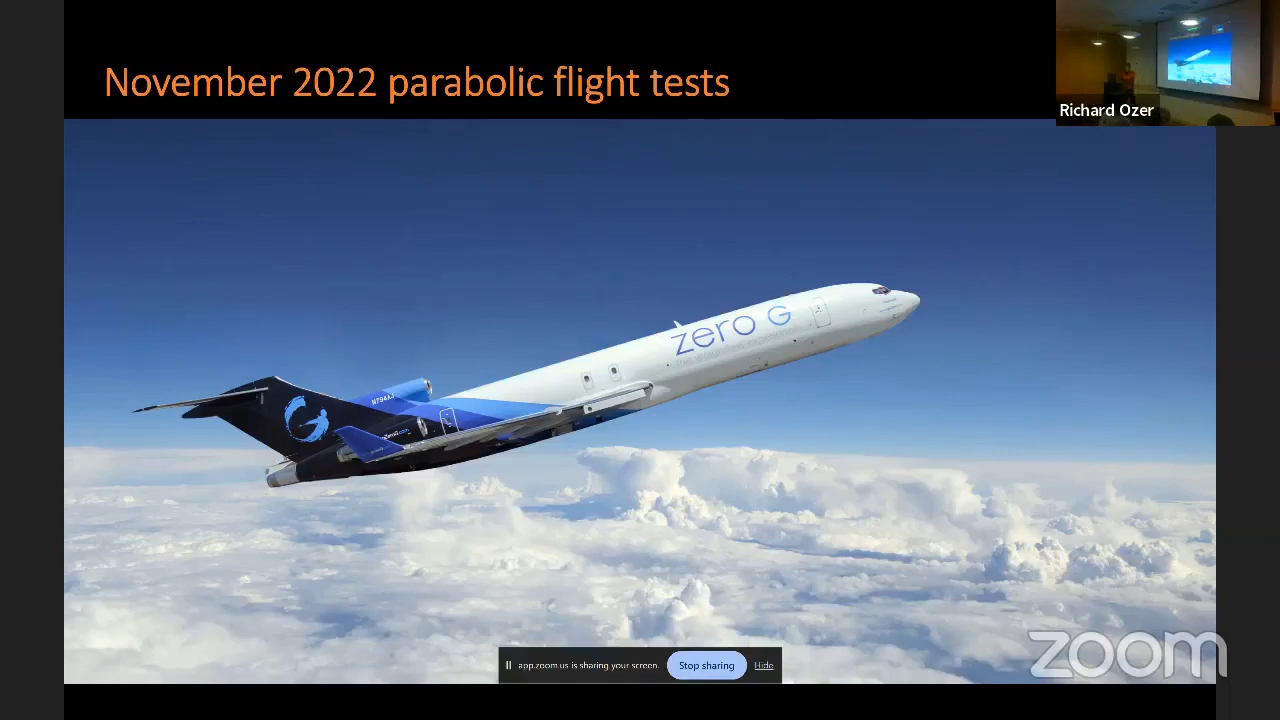 November 2022 parabolic flight tests
Richard Ozer
zero G
N794AJ
app.zoom.us is sharing your screen.
Stop sharing
Hide
zoom